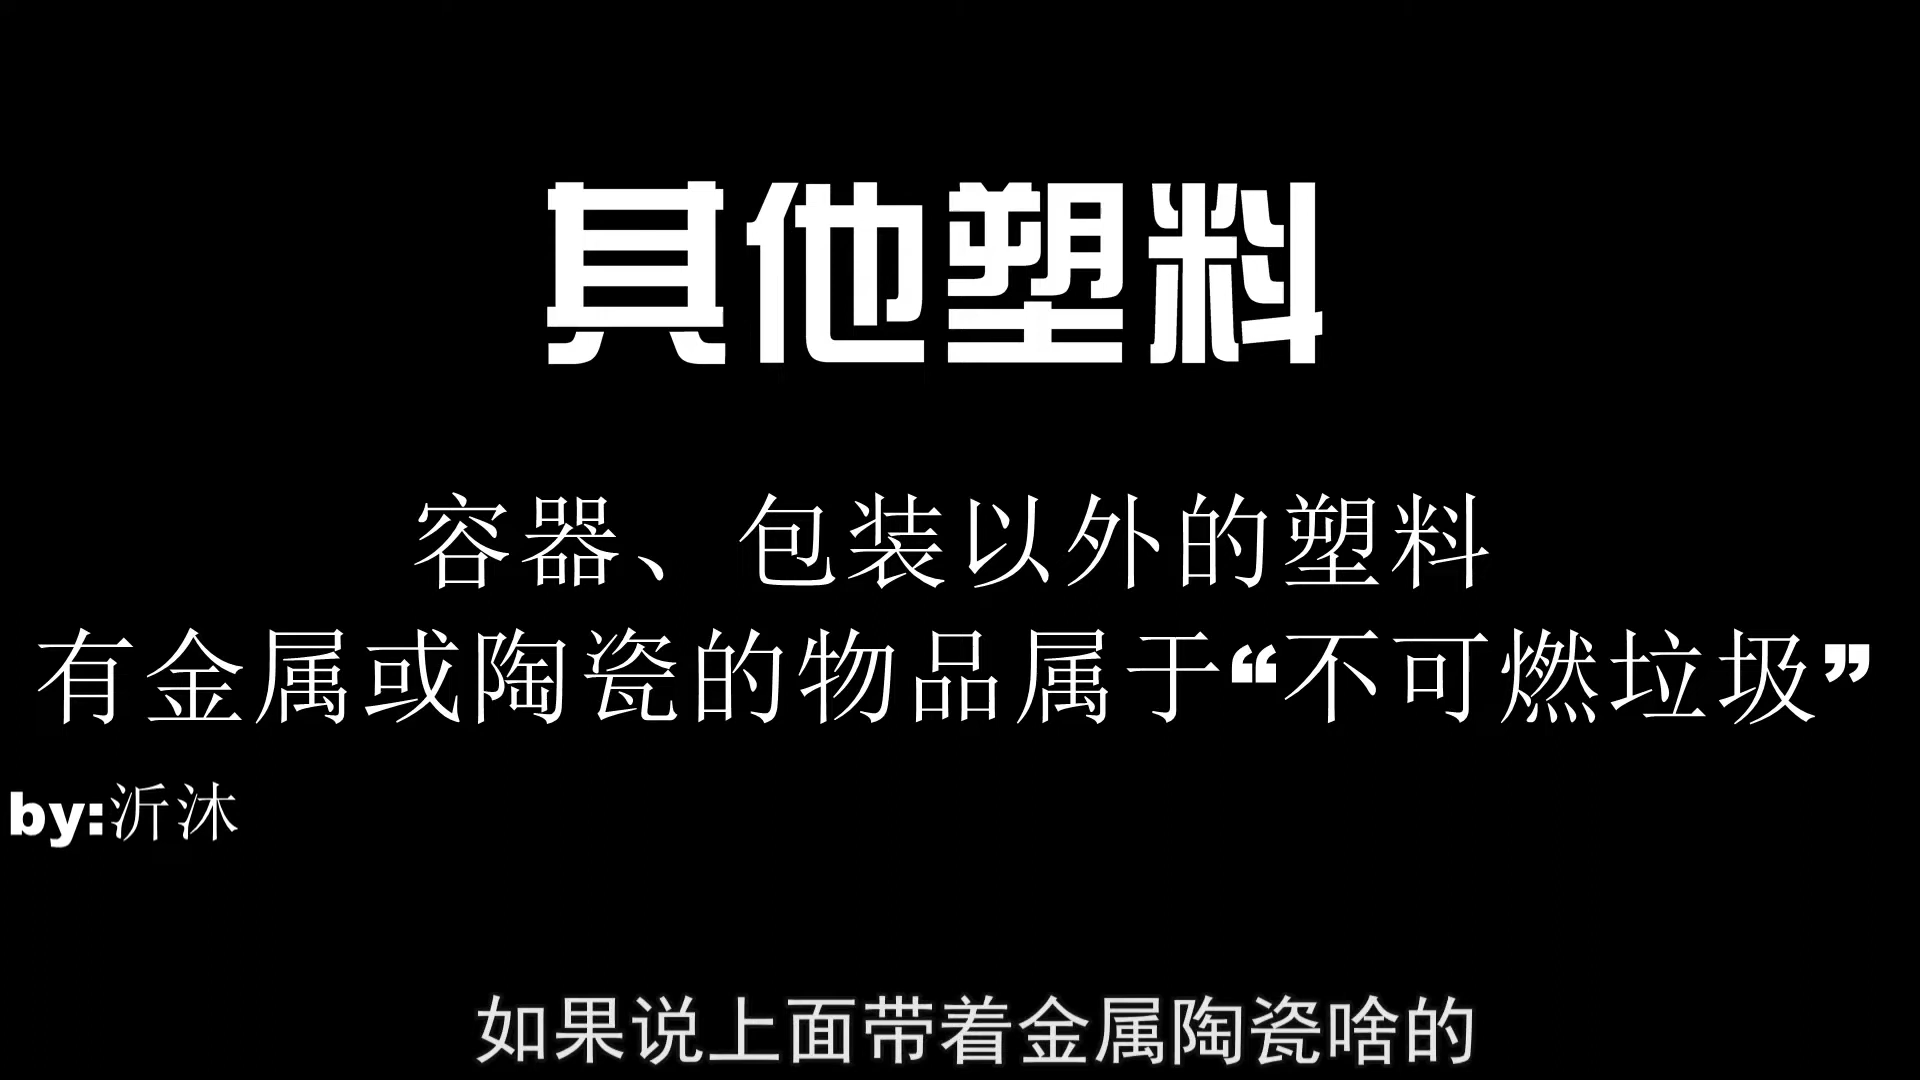 其他塑料
容器、包装以外的塑料
有金属或陶瓷的物品属于“不可燃垃圾”
by:沂沐
如果说上面带着金属陶瓷啥的